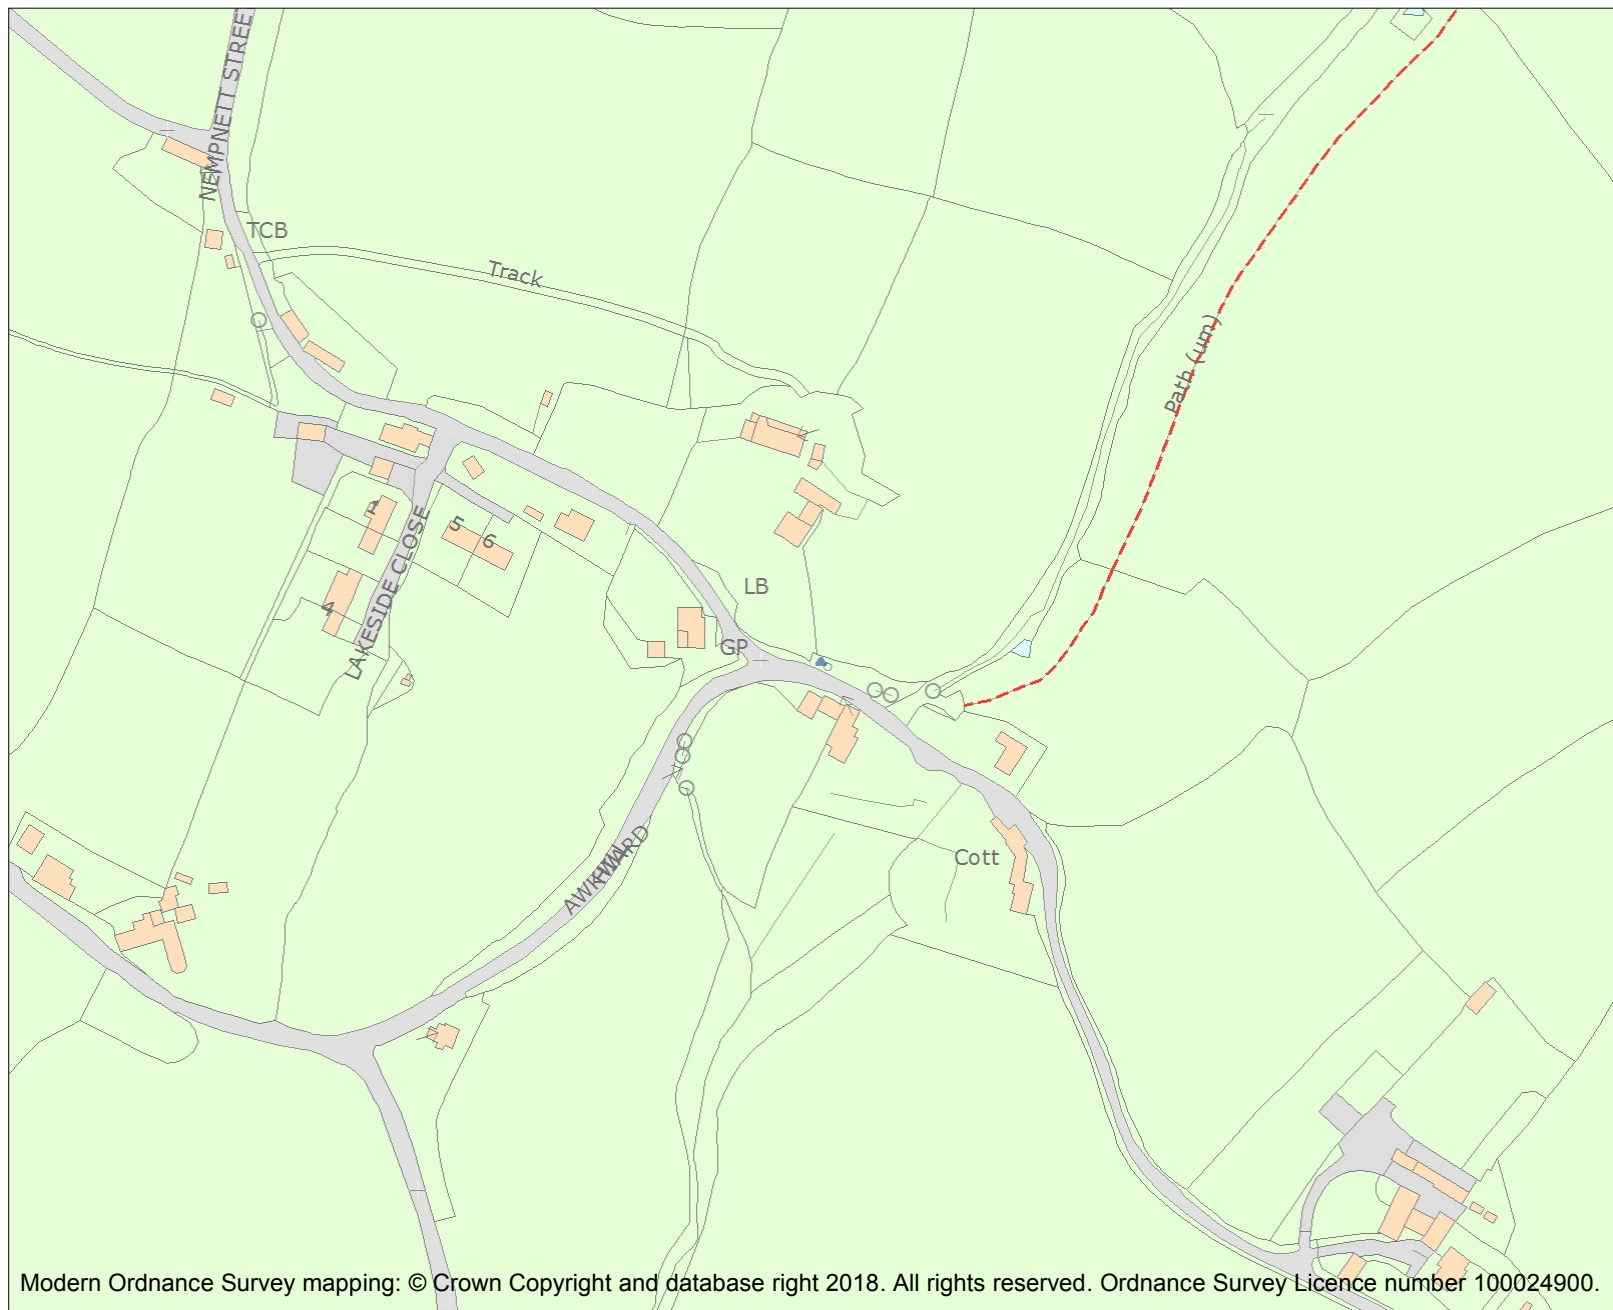 NEMPNETT STREET
TCB
Track
Path (um)
1
5
6
LAKESIDE CLOSE
4
LB
GP
AWKWARD
HILL
Cott
Modern Ordnance Survey mapping: © Crown Copyright and database right 2018. All rights reserved. Ordnance Survey Licence number 100024900.